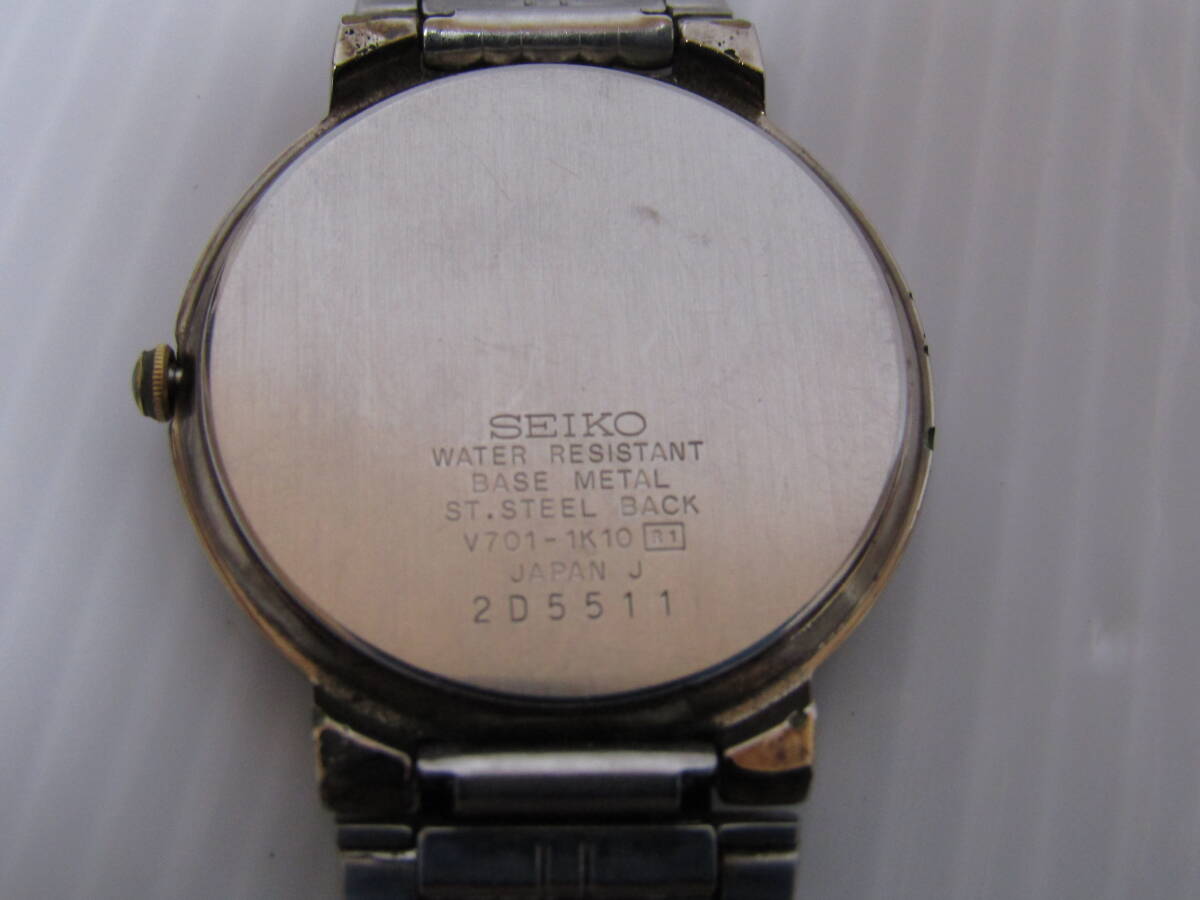 SEIKO
WATER RESISTANT
BASE METAL
ST.STEEL BACK
V701-1K10 R1
JAPAN J
2D5511